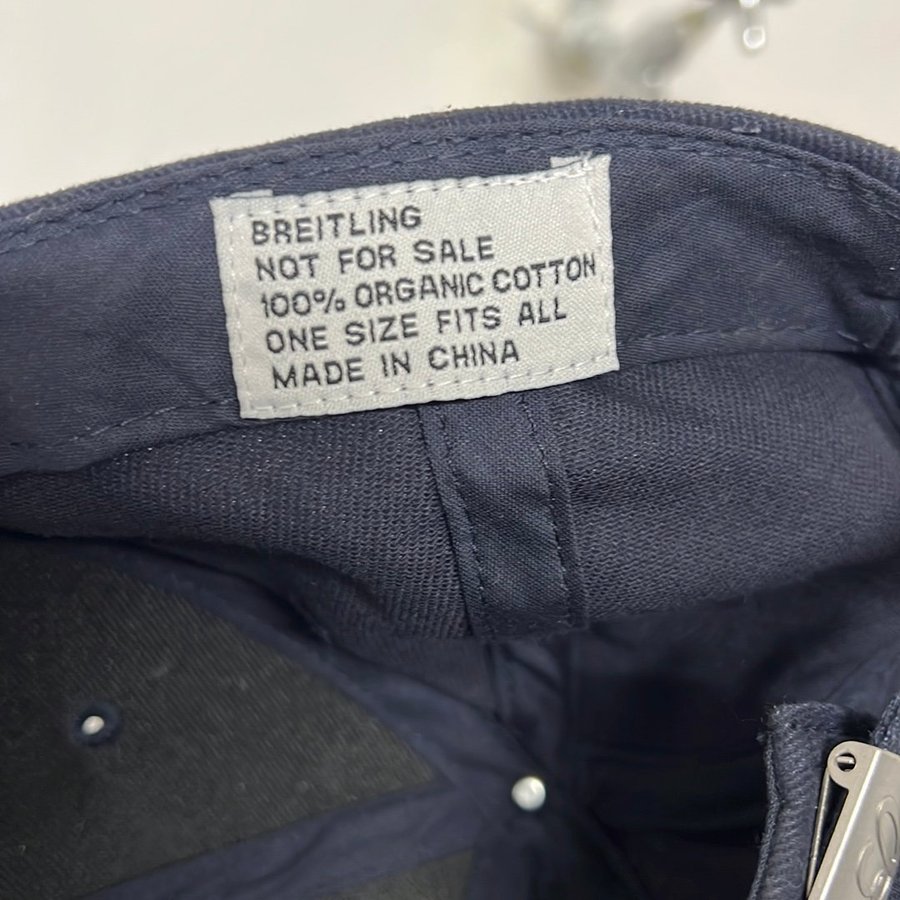 BREITLING
NOT FOR SALE
100% ORGANIC COTTON
ONE SIZE FITS ALL
MADE IN CHINA